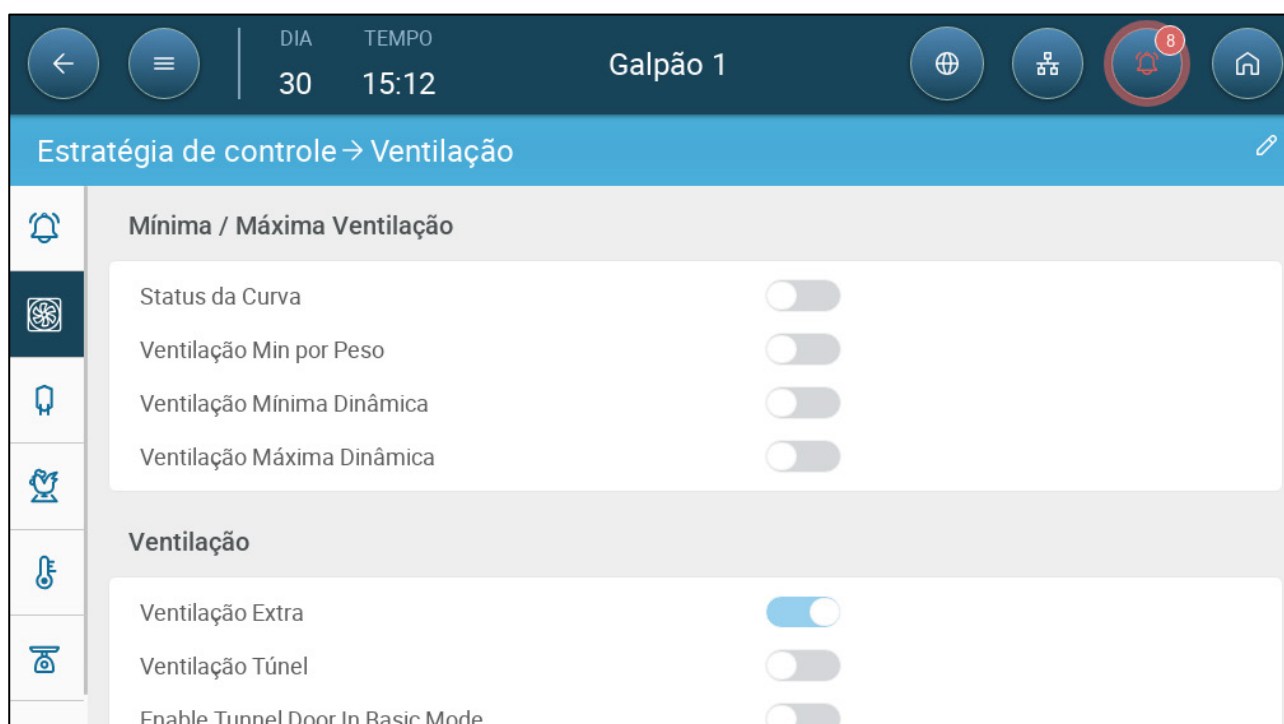 DIA TEMPO
30 15:12
Galpão 1
8
Estratégia de controle → Ventilação
Mínima / Máxima Ventilação
Status da Curva
Ventilação Min por Peso
Ventilação Mínima Dinâmica
Ventilação Máxima Dinâmica
Ventilação
Ventilação Extra
Ventilação Túnel
Enable Tunnel Door In Basic Mode